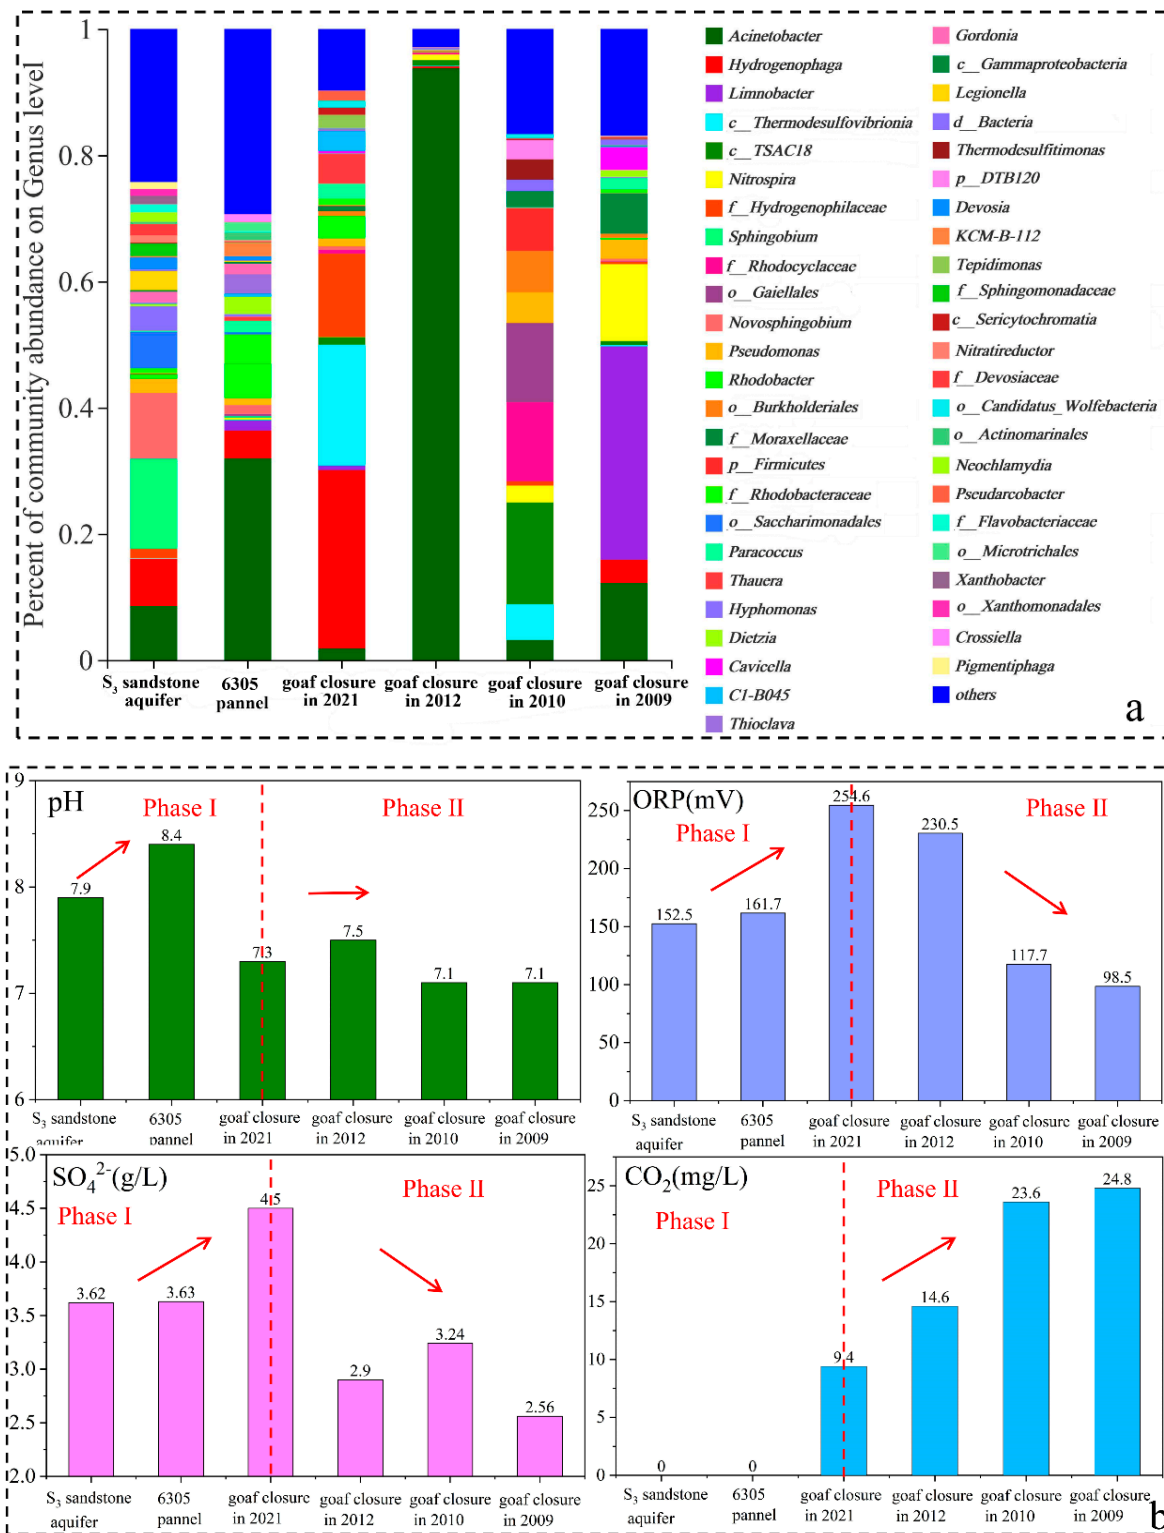 Percent of community abundance on Genus level
1
0.8
0.6
0.4
0.2
0
S3 sandstone
aquifer
6305
pannel
goaf closure
in 2021
goaf closure
in 2012
goaf closure
in 2010
goaf closure
in 2009
Acinetobacter
Hydrogenophaga
Limnobacter
c__Thermodesulfovibrionia
c__TSAC18
Nitrospira
f__Hydrogenophilaceae
Sphingobium
f__Rhodocyclaceae
o__Gaiellales
Novosphingobium
Pseudomonas
Rhodobacter
o__Burkholderiales
f__Moraxellaceae
p__Firmicutes
f__Rhodobacteraceae
o__Saccharimonadales
Paracoccus
Thauera
Hyphomonas
Dietzia
Cavicella
C1-B045
Thioclava
Gordonia
c__Gammaproteobacteria
Legionella
d__Bacteria
Thermodesulfitimonas
p__DTB120
Devosia
KCM-B-112
Tepidimonas
f__Sphingomonadaceae
c__Sericytochromatia
Nitratireductor
f__Devosiaceae
o__Candidatus_Wolfebacteria
o__Actinomarinales
Neochlamydia
Pseudarcobacter
f__Flavobacteriaceae
o__Microtrichales
Xanthobacter
o__Xanthomonadales
Crossiella
Pigmentiphaga
others
a
pH
Phase I
Phase II
9
8
7
6
7.9
8.4
7.3
7.5
7.1
7.1
S3 sandstone
aquifer
6305
pannel
goaf closure
in 2021
goaf closure
in 2012
goaf closure
in 2010
goaf closure
in 2009
ORP(mV)
Phase I
Phase II
250
200
150
100
50
0
152.5
161.7
254.6
230.5
117.7
98.5
S3 sandstone
aquifer
6305
pannel
goaf closure
in 2021
goaf closure
in 2012
goaf closure
in 2010
goaf closure
in 2009
SO4 2-(g/L)
Phase I
Phase II
5.0
4.5
4.0
3.5
3.0
2.5
2.0
3.62
3.63
4.5
2.9
3.24
2.56
S3 sandstone
aquifer
6305
pannel
goaf closure
in 2021
goaf closure
in 2012
goaf closure
in 2010
goaf closure
in 2009
CO2(mg/L)
Phase I
Phase II
25
20
15
10
5
0
0
0
9.4
14.6
23.6
24.8
S3 sandstone
aquifer
6305
pannel
goaf closure
in 2021
goaf closure
in 2012
goaf closure
in 2010
goaf closure
in 2009
b